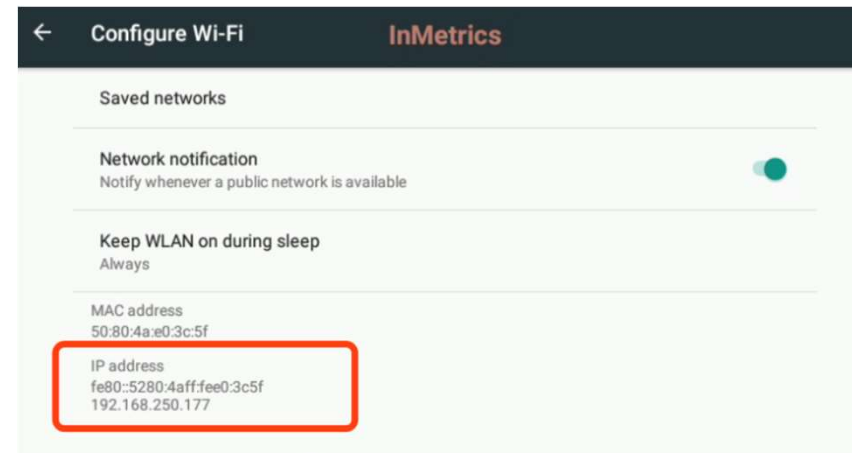 Configure Wi-Fi InMetrics
Saved networks
Network notification
Notify whenever a public network is available
Keep WLAN on during sleep
Always
MAC address
50:80:4a:e0:3c:5f
IP address
fe80::5280:4aff:fee0:3c5f
192.168.250.177